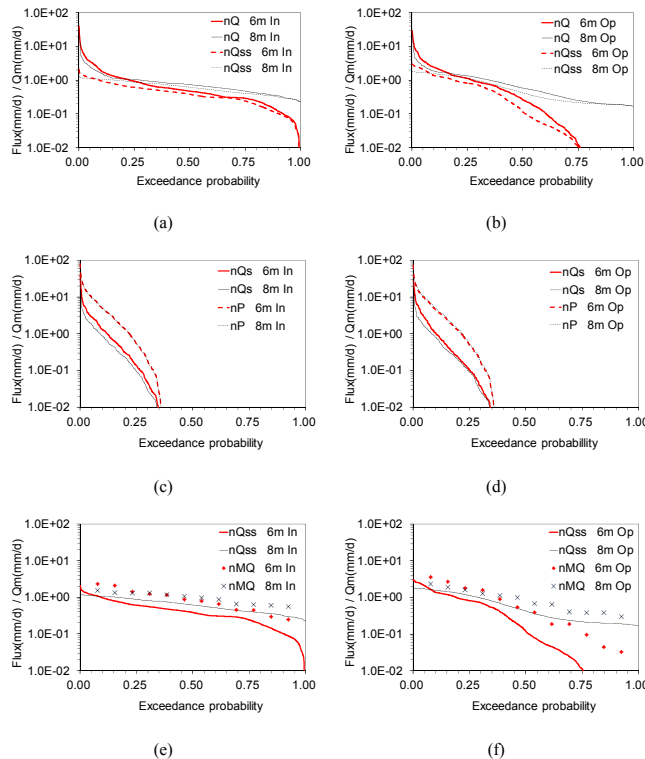 Flux(mm/d) / Qm(mm/d)
1.0E+02
1.0E+01
1.0E+00
1.0E-01
1.0E-02
nQ 6m In
nQ 8m In
nQss 6m In
nQss 8m In
0.00 0.25 0.50 0.75 1.00
Exceedance probability
(a)
Flux(mm/d) / Qm(mm/d)
1.0E+02
1.0E+01
1.0E+00
1.0E-01
1.0E-02
nQ 6m Op
nQ 8m Op
nQss 6m Op
nQss 8m Op
0.00 0.25 0.50 0.75 1.00
Exceedance probability
(b)
Flux(mm/d) / Qm(mm/d)
1.0E+02
1.0E+01
1.0E+00
1.0E-01
1.0E-02
nQs 6m In
nQs 8m In
nP 6m In
nP 8m In
0.00 0.25 0.50 0.75 1.00
Exceedance probability
(c)
Flux(mm/d) / Qm(mm/d)
1.0E+02
1.0E+01
1.0E+00
1.0E-01
1.0E-02
nQs 6m Op
nQs 8m Op
nP 6m Op
nP 8m Op
0.00 0.25 0.50 0.75 1.00
Exceedance probability
(d)
Flux(mm/d) / Qm(mm/d)
1.0E+02
1.0E+01
1.0E+00
1.0E-01
1.0E-02
nQss 6m In
nQss 8m In
nMQ 6m In
nMQ 8m In
0.00 0.25 0.50 0.75 1.00
Exceedance probability
(e)
Flux(mm/d) / Qm(mm/d)
1.0E+02
1.0E+01
1.0E+00
1.0E-01
1.0E-02
nQss 6m Op
nQss 8m Op
nMQ 6m Op
nMQ 8m Op
0.00 0.25 0.50 0.75 1.00
Exceedance probability
(f)